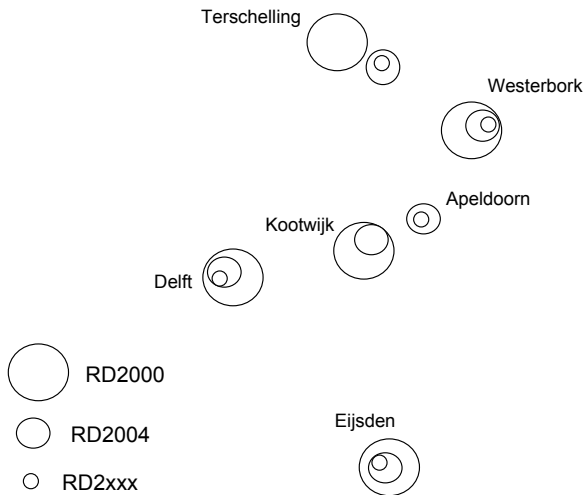 Terschelling
Westerbork
Apeldoorn
Kootwijk
Delft
RD2000
RD2004
Eijsden
RD2xxx